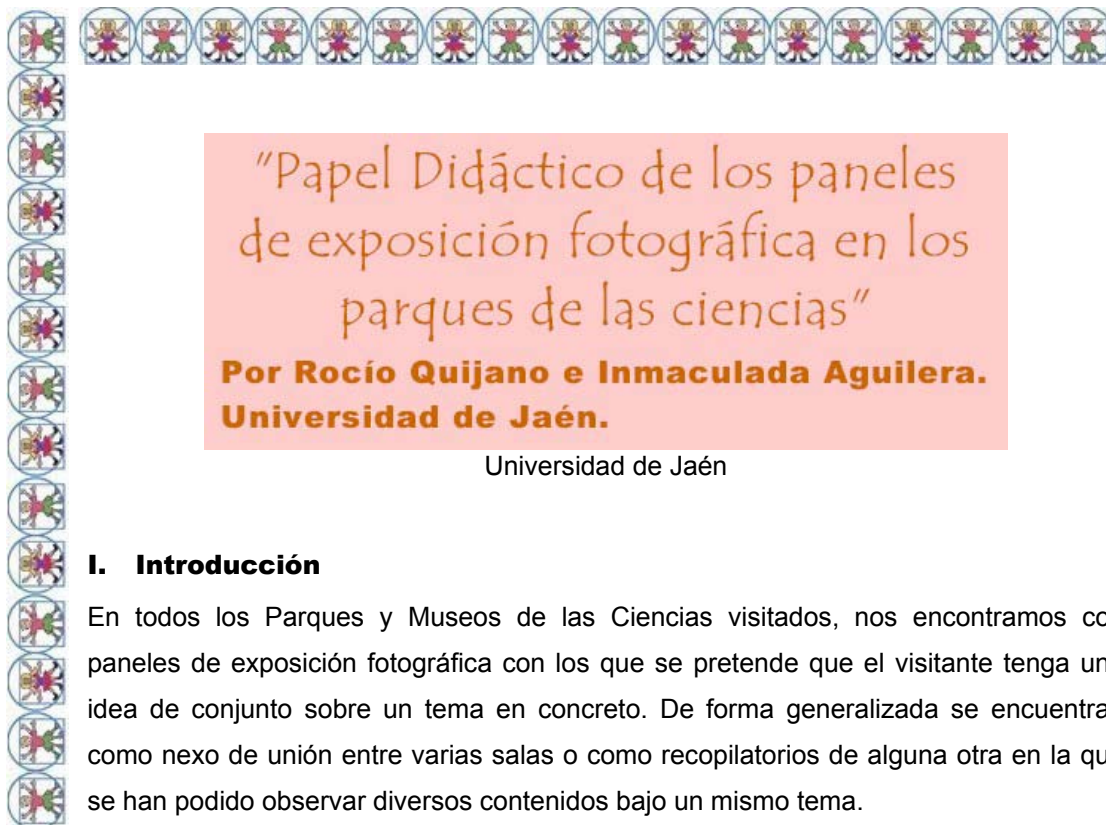 "Papel Didáctico de los paneles
de exposición fotográfica en los
parques de las ciencias"
Por Rocío Quijano e Inmaculada Aguilera.
Universidad de Jaén.
Universidad de Jaén
I. Introducción
En todos los Parques y Museos de las Ciencias visitados, nos encontramos co
paneles de exposición fotográfica con los que se pretende que el visitante tenga un
idea de conjunto sobre un tema en concreto. De forma generalizada se encuentra
como nexo de unión entre varias salas o como recopilatorios de alguna otra en la qu
se han podido observar diversos contenidos bajo un mismo tema.